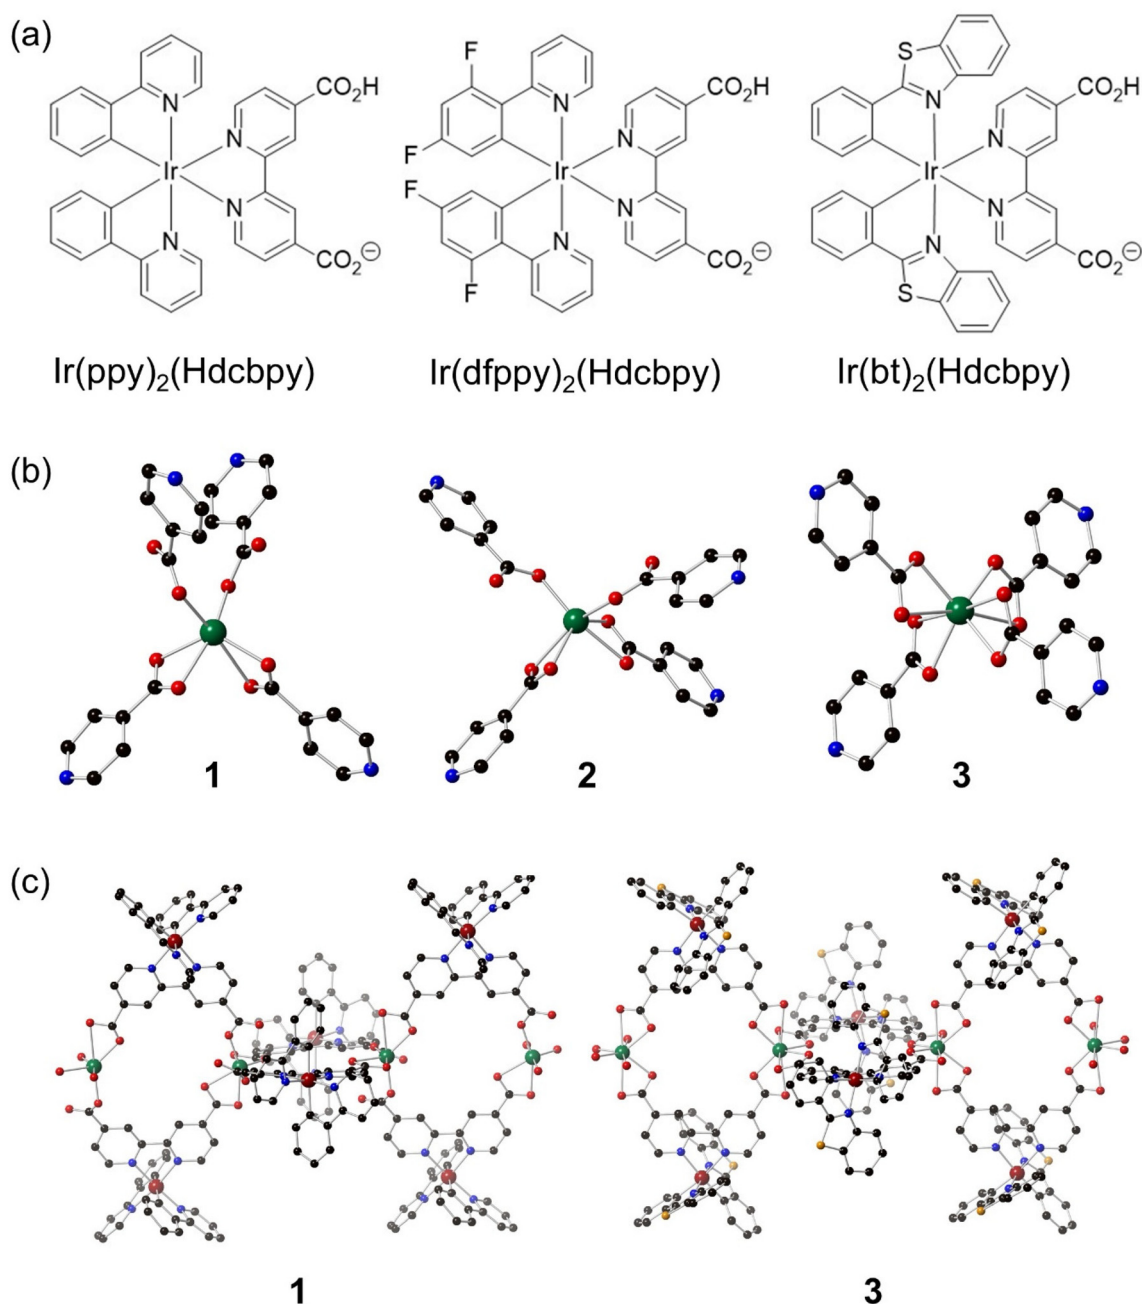 (a)
S
N
CO₂H
N
Ir
N
N
CO₂⊖
F
F
N
CO₂H
N
Ir
F
N
N
CO₂⊖
F
N
CO₂H
N
Ir
N
N
CO₂⊖
S
Ir(ppy)₂(Hdcbpy)
Ir(dfppy)₂(Hdcbpy)
Ir(bt)₂(Hdcbpy)
(b)
1
2
3
(c)
1
3